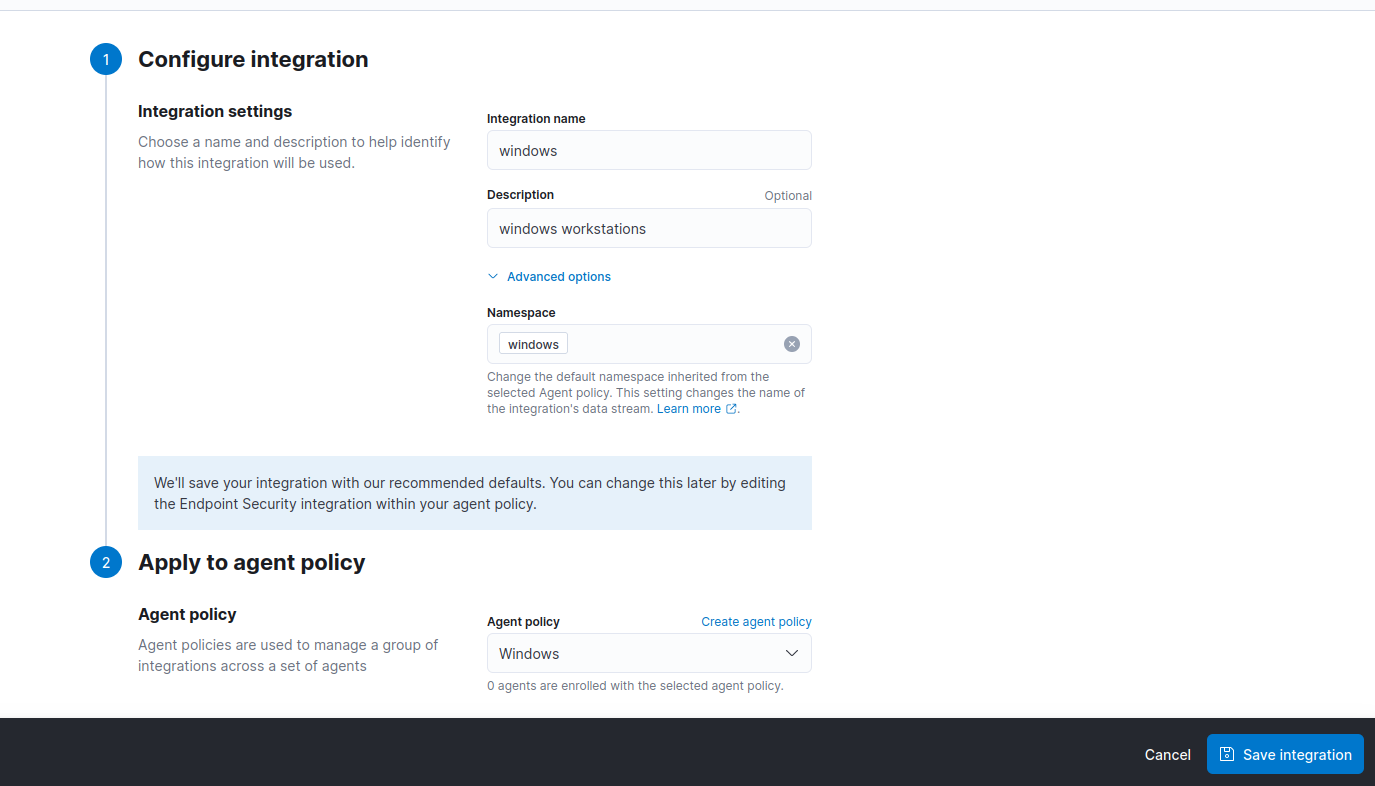 1 Configure integration
Integration settings
Choose a name and description to help identify
how this integration will be used.
Integration name
windows
Description Optional
windows workstations
Advanced options
Namespace
windows
Change the default namespace inherited from the
selected Agent policy. This setting changes the name of
the integration's data stream. Learn more.
We'll save your integration with our recommended defaults. You can change this later by editing
the Endpoint Security integration within your agent policy.
2 Apply to agent policy
Agent policy
Agent policies are used to manage a group of
integrations across a set of agents
Agent policy Create agent policy
Windows
0 agents are enrolled with the selected agent policy.
Cancel Save integration